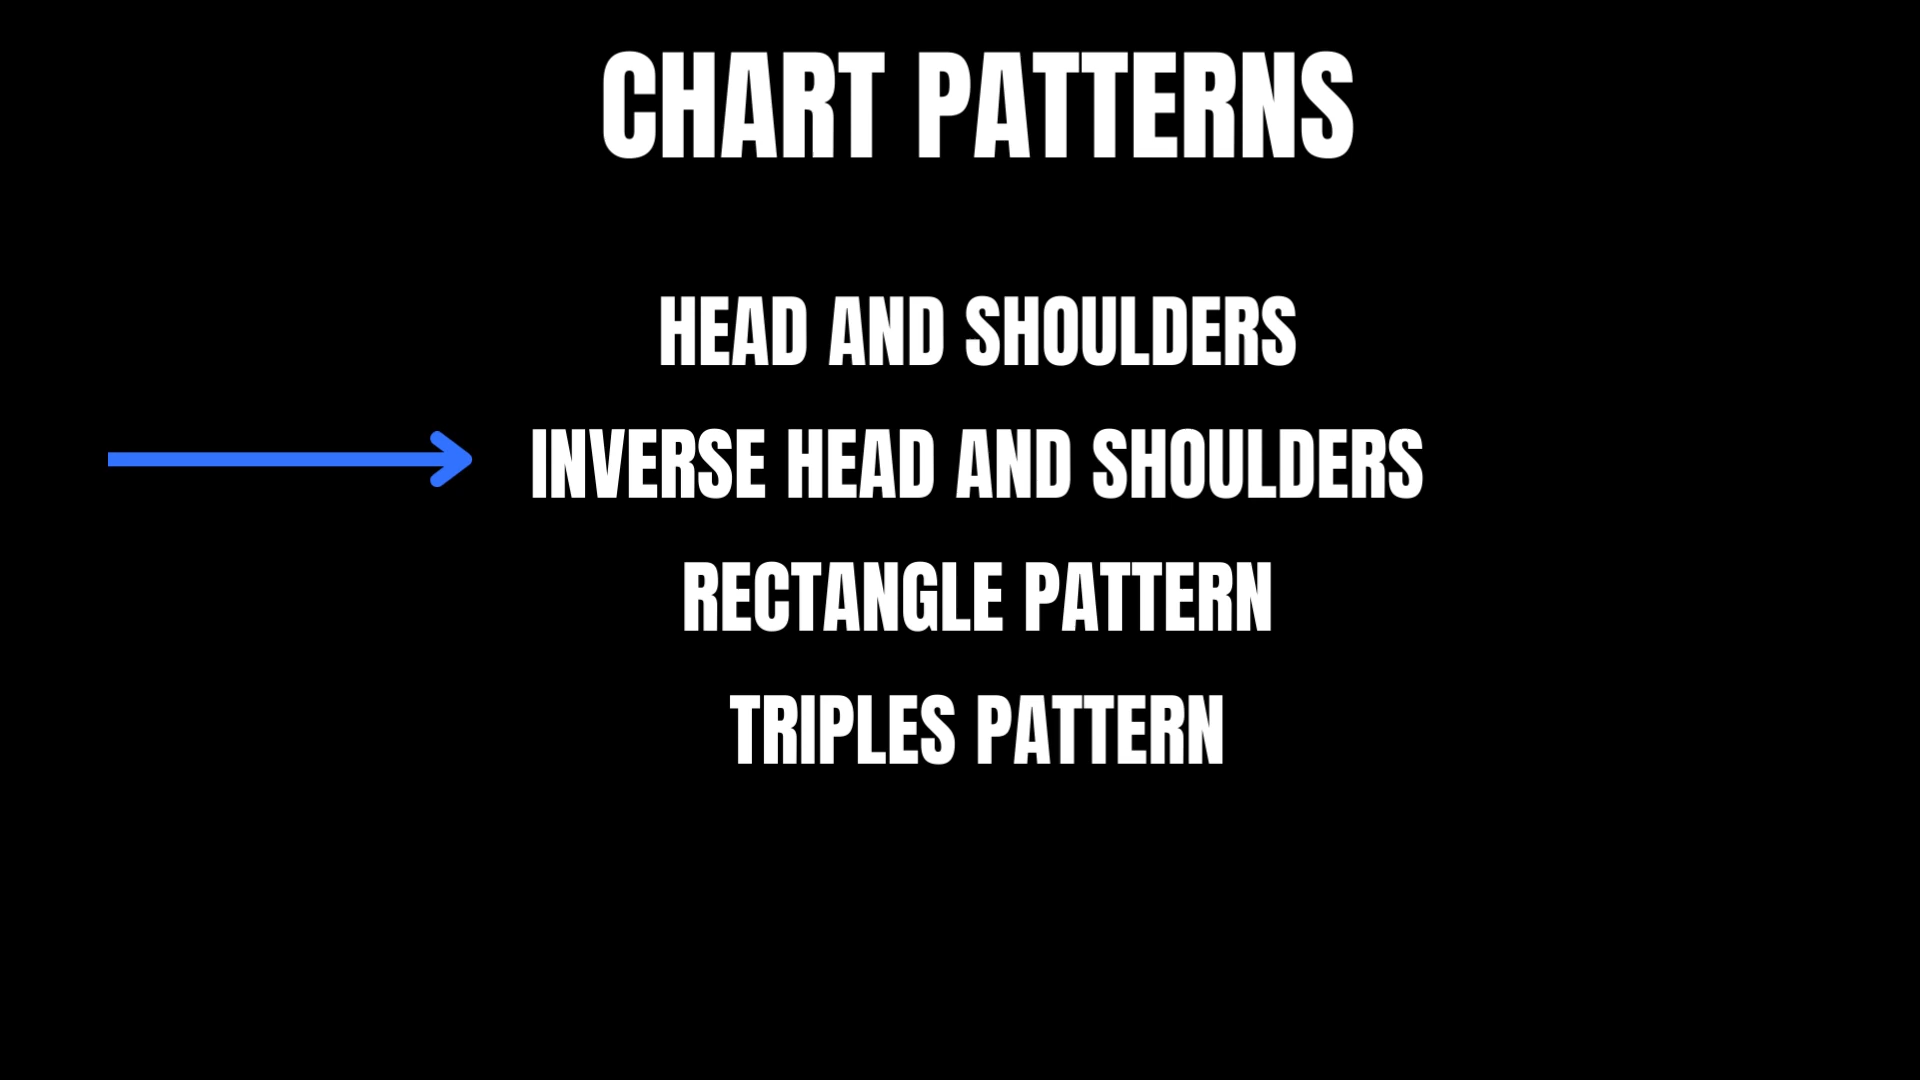 CHART PATTERNS
HEAD AND SHOULDERS
INVERSE HEAD AND SHOULDERS
RECTANGLE PATTERN
TRIPLES PATTERN